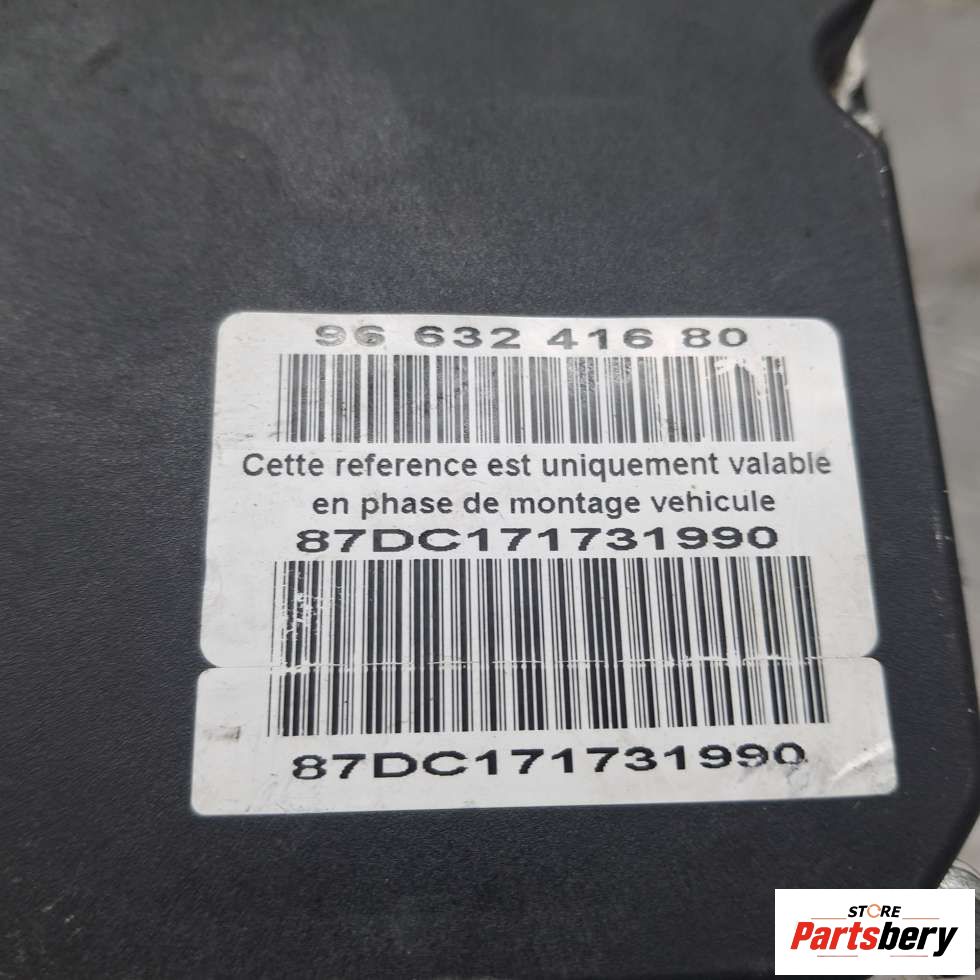 96 632 416 80
Cette reference est uniquement valable
en phase de montage vehicule
87DC171731990
87DC171731990
STORE
Partsbery